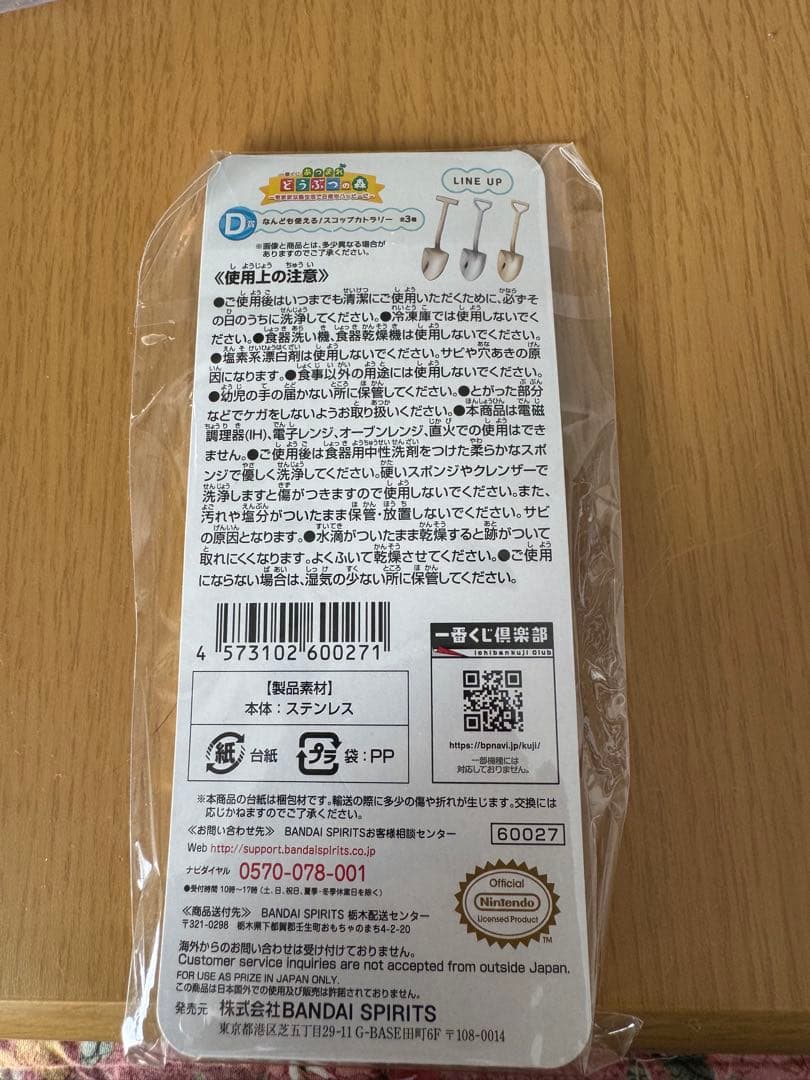 一番くじ あつまれ
どうぶつの森
LINE UP
D賞 なんども使える!スコップカトラリー 全3種
※画像と商品とは、多少異なる場合が
ありますのでご了承ください。
《使用上の注意》
●ご使用後はいつまでも清潔にご使用いただくために、必ずそ
の日のうちに洗浄してください。●冷凍庫では使用しないでく
ださい。●食器洗い機、食器乾燥機は使用しないでください。
●塩素系漂白剤は使用しないでください。サビや穴あきの原
因になります。●食事以外の用途には使用しないでください。
●幼児の手の届かない所に保管してください。●とがった部分
などでケガをしないようお取り扱いください。●本商品は電磁
調理器(IH)、電子レンジ、オーブンレンジ、直火での使用はでき
ません。●ご使用後は食器用中性洗剤をつけた柔らかなスポ
ンジで優しく洗浄してください。硬いスポンジやクレンザーで
洗浄しますと傷がつきますので使用しないでください。また、
汚れや塩分がついたまま保管・放置しないでください。サビ
の原因となります。●水滴がついたまま乾燥すると跡がついて
取れにくくなります。よくふいて乾燥させてください。●ご使用
にならない場合は、湿気の少ない所に保管してください。
4 573102 600271
【製品素材】
本体：ステンレス
紙 台紙
プラ 袋：PP
一番くじ倶楽部
Ichibankuji Club
https://bpnavi.jp/kuji/
一部機種には
対応しておりません。
※本商品の台紙は梱包材です。輸送の際に多少の傷や折れが生じます。交換には
応じかねますのでご了承ください。
≪お問い合わせ先≫ BANDAI SPIRITSお客様相談センター
60027
Web http://support.bandaispirits.co.jp
ナビダイヤル 0570-078-001
●受付時間 10時～17時(土、日、祝日、夏季・冬季休業日を除く)
≪商品送付先≫ BANDAI SPIRITS 栃木配送センター
〒321-0298 栃木県下都賀郡壬生町おもちゃのまち4-2-20
Official
Nintendo
Licensed Product
TM
海外からのお問い合わせは受け付けておりません。
Customer service inquiries are not accepted from outside Japan.
FOR USE AS PRIZE IN JAPAN ONLY.
この商品は日本国外での使用及び販売は許諾されておりません。
発売元 株式会社BANDAI SPIRITS
東京都港区芝五丁目29-11 G-BASE田町6F 〒108-0014